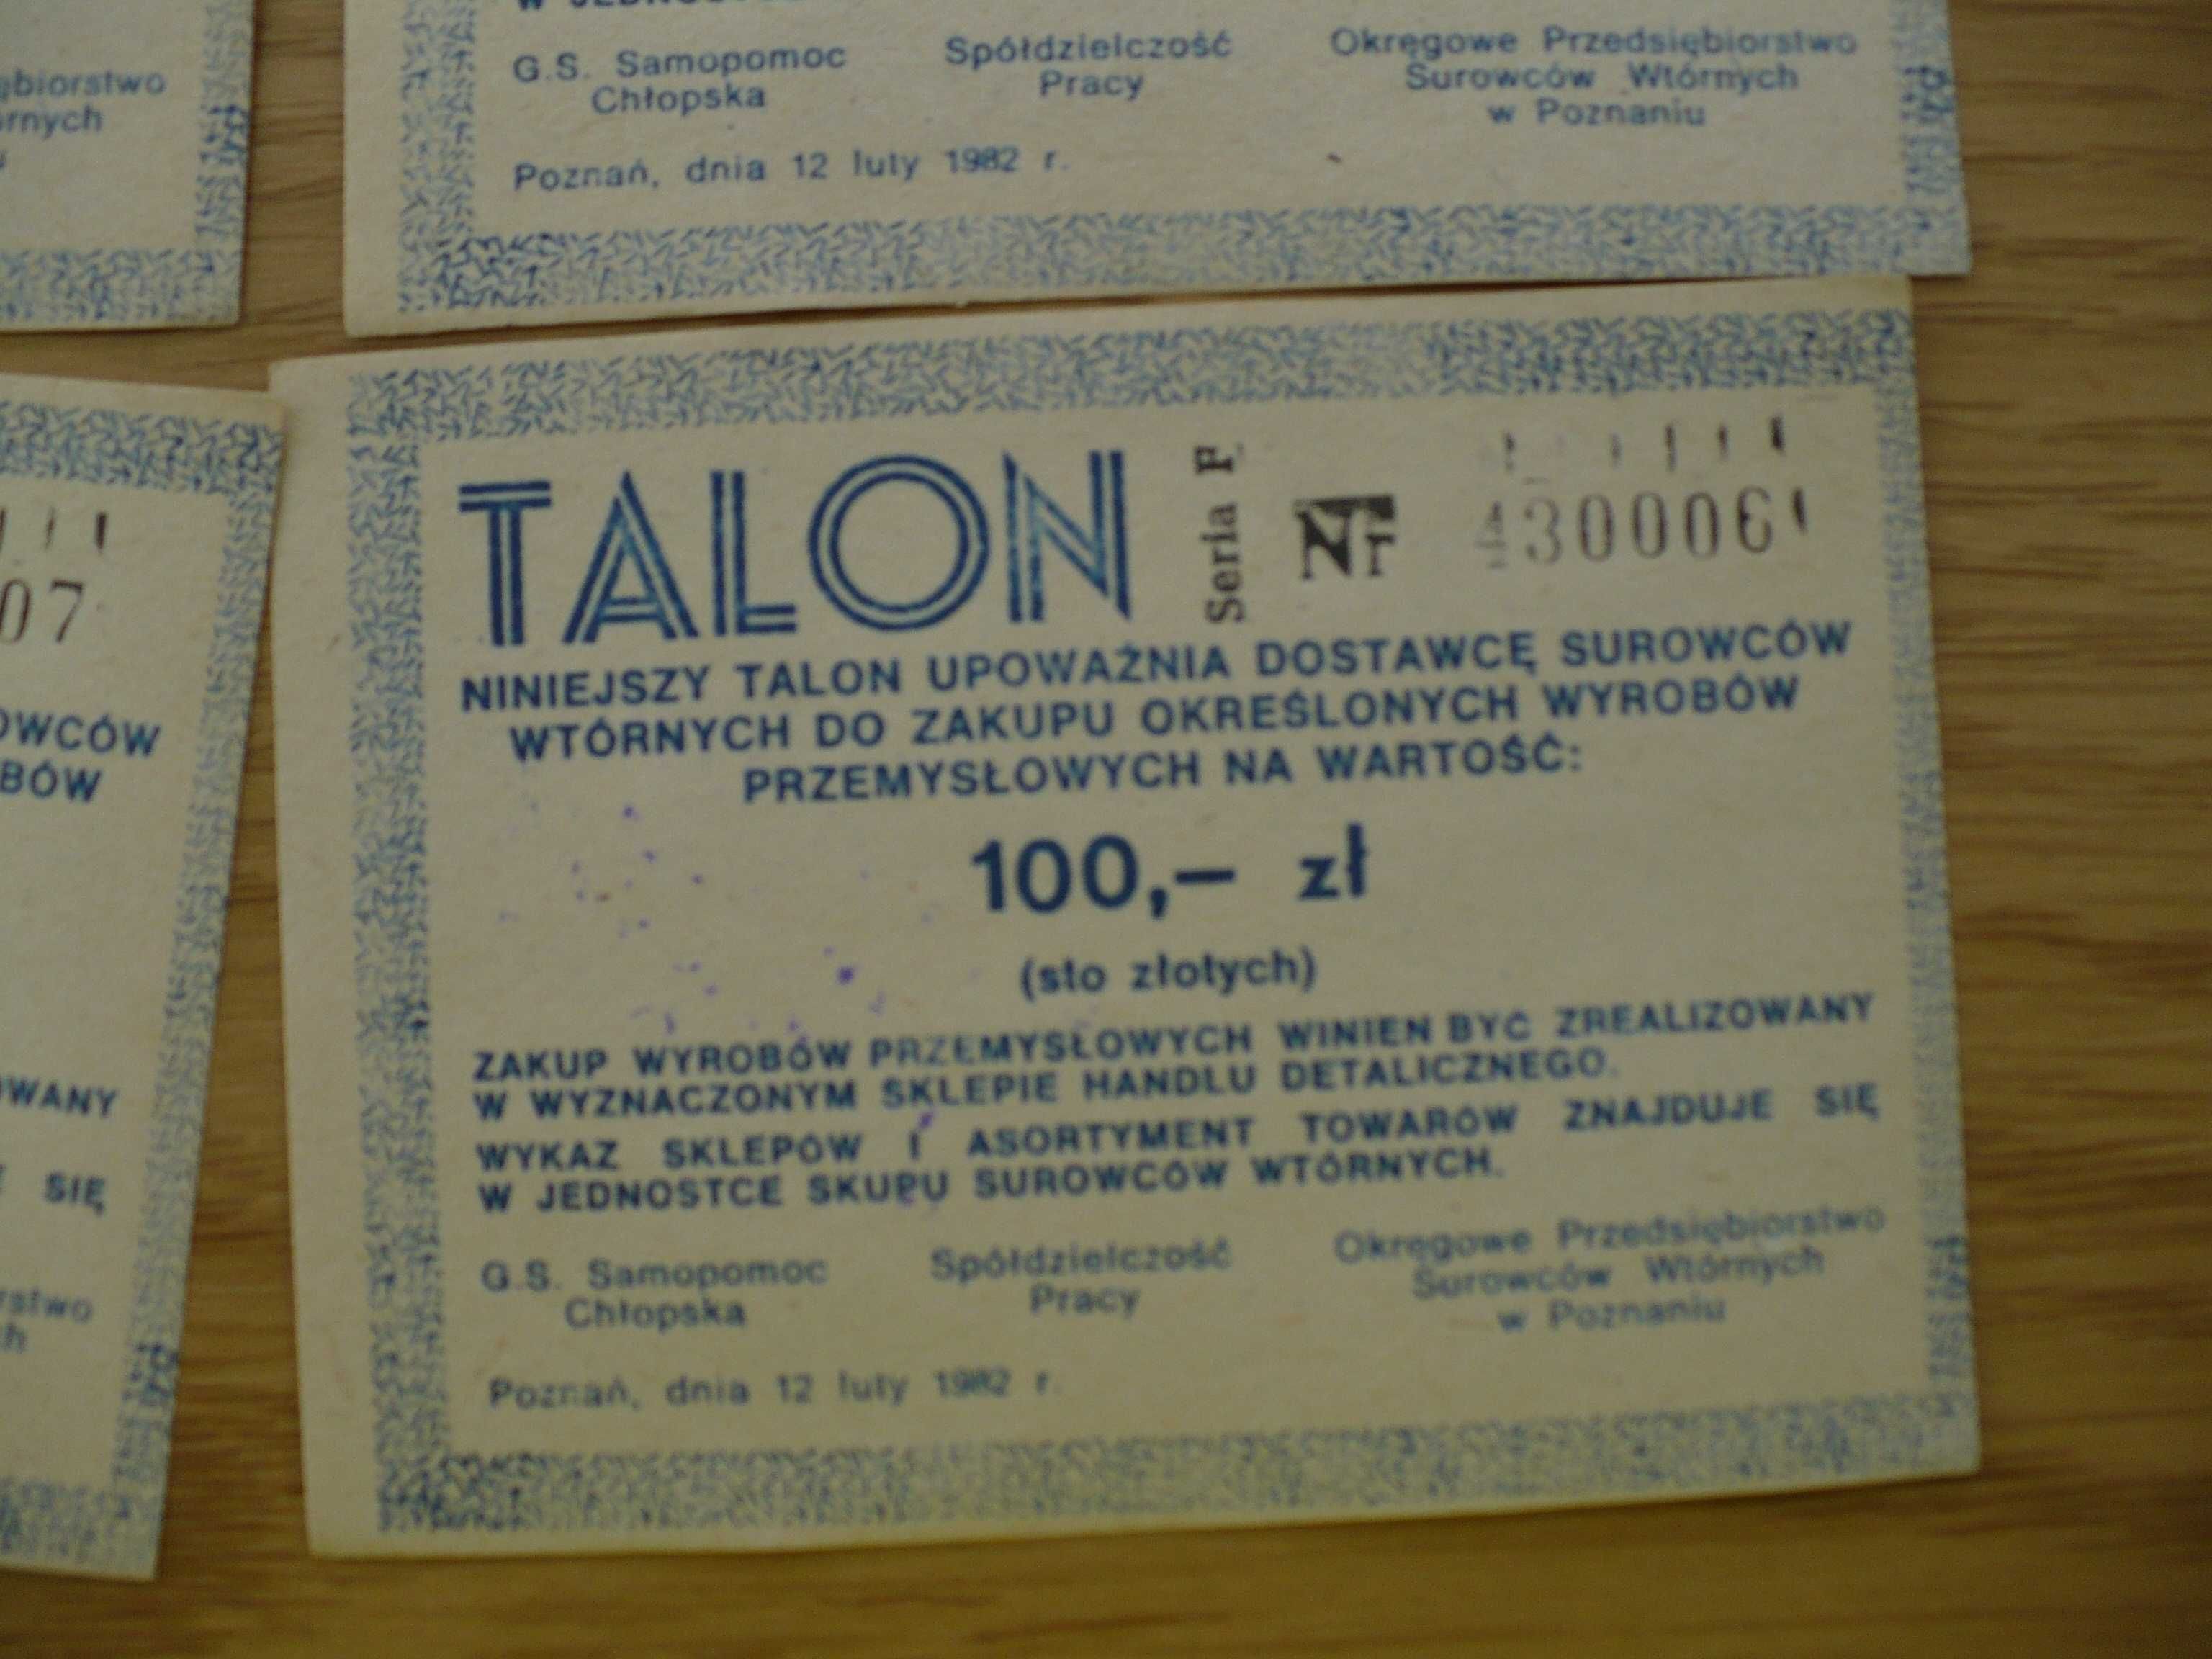 G.S. Samopomoc Chłopska
Spółdzielczość Pracy
Okręgowe Przedsiębiorstwo Surowców Wtórnych w Poznaniu
Poznań, dnia 12 luty 1982 r.
07
SIĘ
TALON
Seria F
Nr
NINIEJSZY TALON UPOWAŻNIA DOSTAWCĘ SUROWCÓW
WTÓRNYCH DO ZAKUPU OKREŚLONYCH WYROBÓW
PRZEMYSŁOWYCH NA WARTOŚĆ:
100,— zł
(sto złotych)
ZAKUP WYROBÓW PRZEMYSŁOWYCH WINIEN BYĆ ZREALIZOWANY
W WYZNACZONYM SKLEPIE HANDLU DETALICZNEGO.
WYKAZ SKLEPÓW I ASORTYMENT TOWARÓW ZNAJDUJE SIĘ
W JEDNOSTCE SKUPU SUROWCÓW WTÓRNYCH.
G.S. Samopomoc Chłopska
Spółdzielczość Pracy
Okręgowe Przedsiębiorstwo Surowców Wtórnych w Poznaniu
Poznań, dnia 12 luty 1982 r.